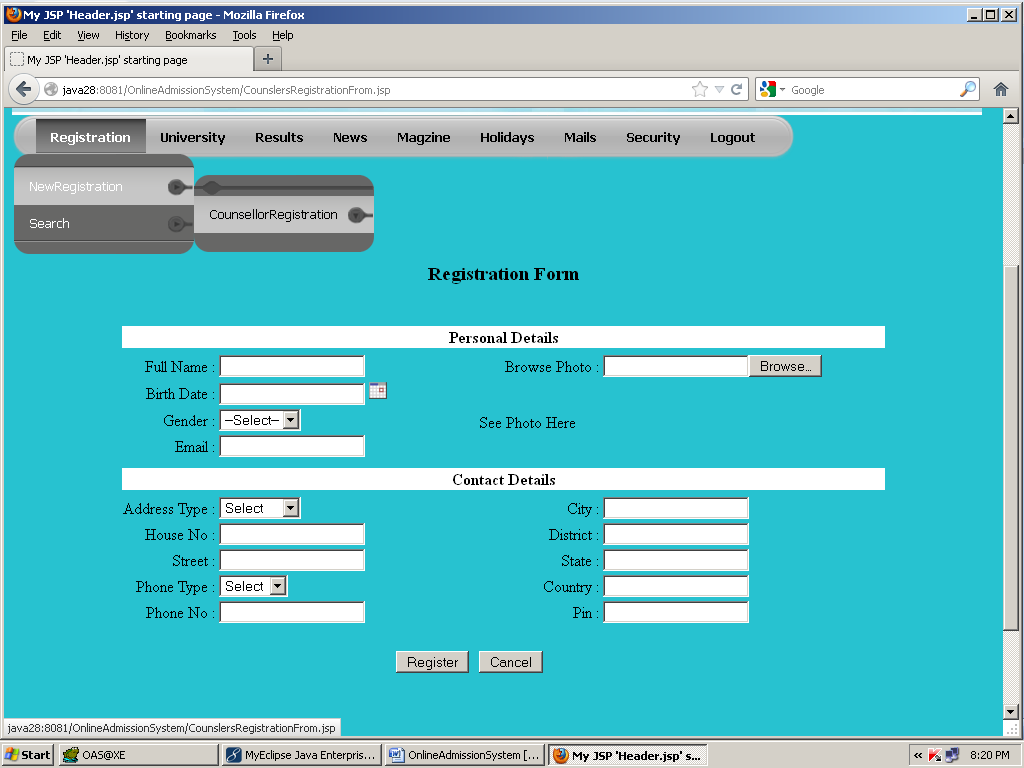 My JSP 'Header.jsp' starting page - Mozilla Firefox
File Edit View History Bookmarks Tools Help
My JSP 'Header.jsp' starting page
java28:8081/OnlineAdmissionSystem/CounslersRegistrationFrom.jsp Google
Registration University Results News Magzine Holidays Mails Security Logout
NewRegistration
CounsellorRegistration
Search
Registration Form
Personal Details
Full Name : Browse Photo : Browse...
Birth Date :
Gender : --Select-- See Photo Here
Email :
Contact Details
Address Type : Select City :
House No : District :
Street : State :
Phone Type : Select Country :
Phone No : Pin :
Register Cancel
java28:8081/OnlineAdmissionSystem/CounslersRegistrationFrom.jsp
Start OAS@XE MyEclipse Java Enterpris... OnlineAdmissionSystem [... My JSP 'Header.jsp' s... « 8:20 PM